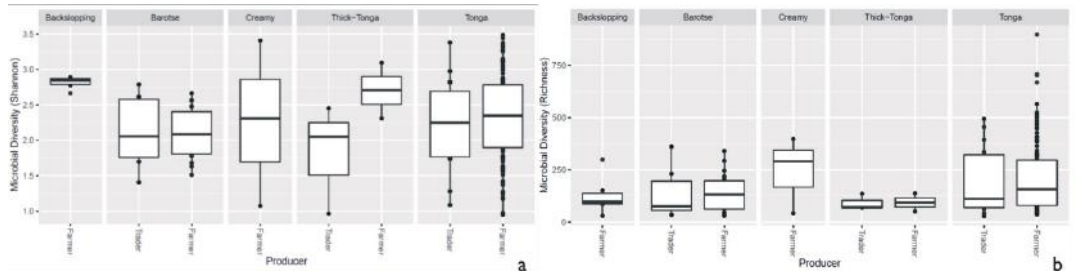 Backslopping Barotse Creamy Thick-Tonga Tonga
Microbial Diversity (Shannon)
3.5
3.0
2.5
2.0
1.5
1.0
Farmer Trader Farmer Farmer Trader Farmer Trader Farmer
Producer
a
Backslopping Barotse Creamy Thick-Tonga Tonga
Microbial Diversity (Richness)
750
500
250
0
Farmer Trader Farmer Farmer Trader Farmer Trader Farmer
Producer
b